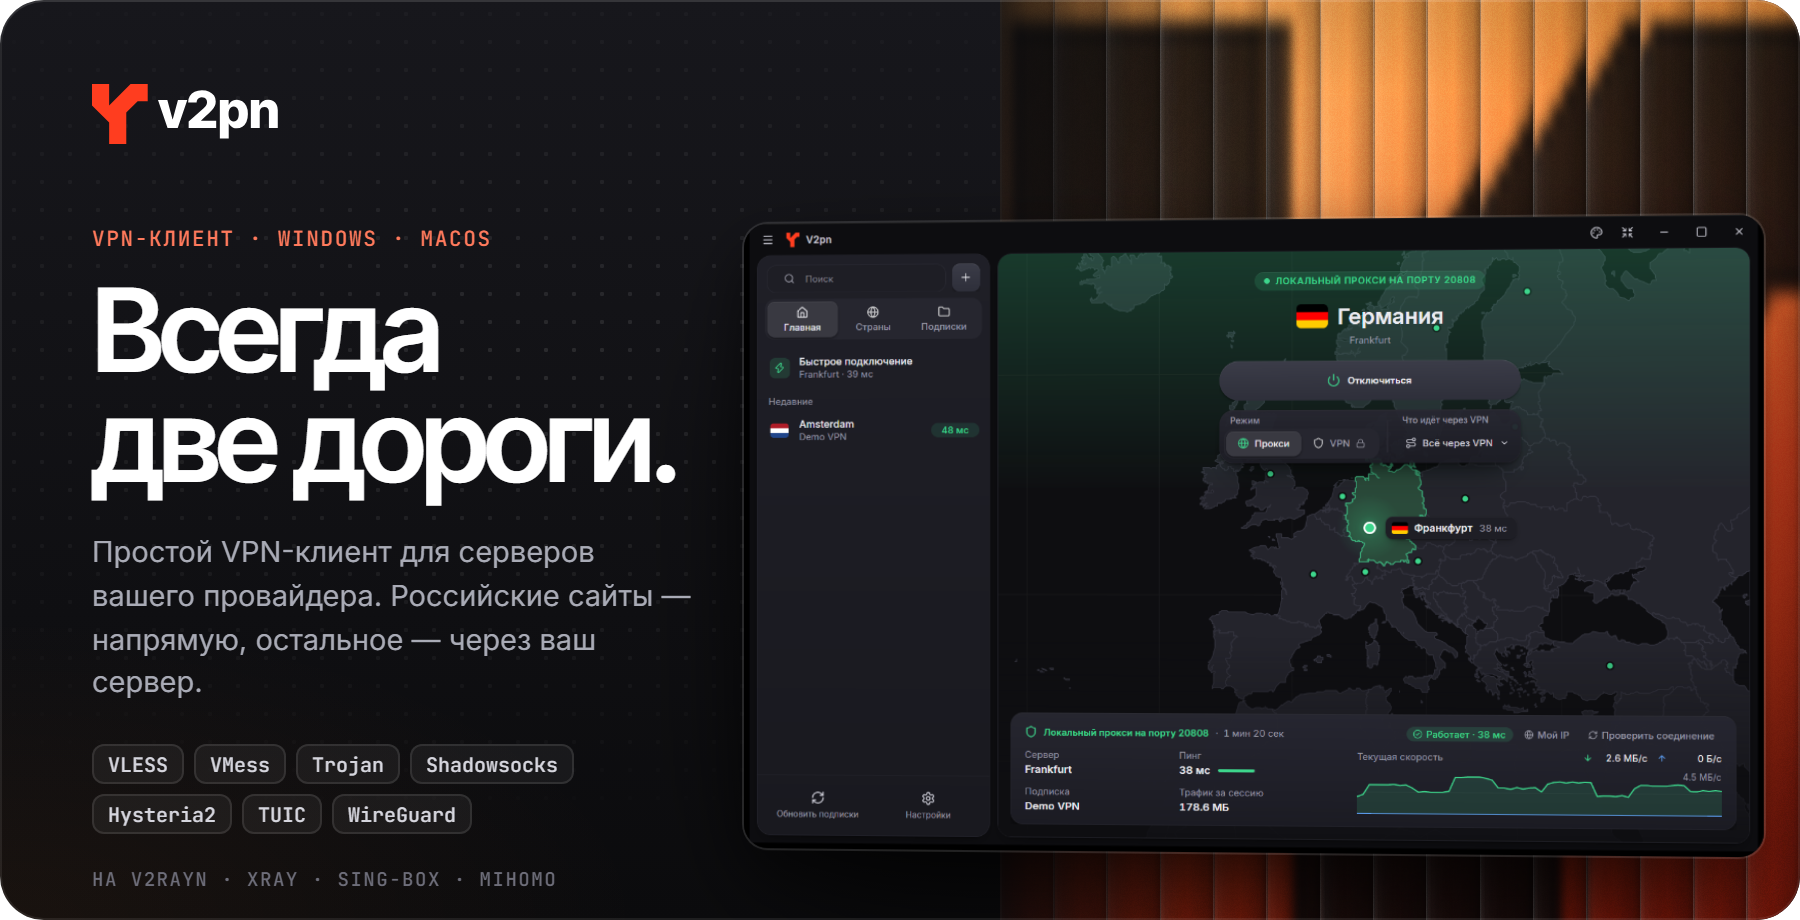 v2pn
VPN-КЛИЕНТ · WINDOWS · MACOS
Всегда
две дороги.
Простой VPN-клиент для серверов
вашего провайдера. Российские сайты —
напрямую, остальное — через ваш
сервер.
VLESS VMess Trojan Shadowsocks
Hysteria2 TUIC WireGuard
НА V2RAYN · XRAY · SING-BOX · MIHOMO
V2pn
Поиск
Главная Страны Подписки
Быстрое подключение
Frankfurt · 39 мс
Недавние
Amsterdam
Demo VPN
48 мс
Обновить подписки Настройки
ЛОКАЛЬНЫЙ ПРОКСИ НА ПОРТУ 20808
Германия
Frankfurt
Отключиться
Режим Что идёт через VPN
Прокси VPN Всё через VPN
Франкфурт 38 мс
Локальный прокси на порту 20808 · 1 мин 20 сек
Работает · 38 мс Мой IP Проверить соединение
Сервер
Frankfurt
Пинг
38 мс
Подписка
Demo VPN
Трафик за сессию
178.6 МБ
Текущая скорость 2.6 МБ/с 0 Б/с
4.5 МБ/с